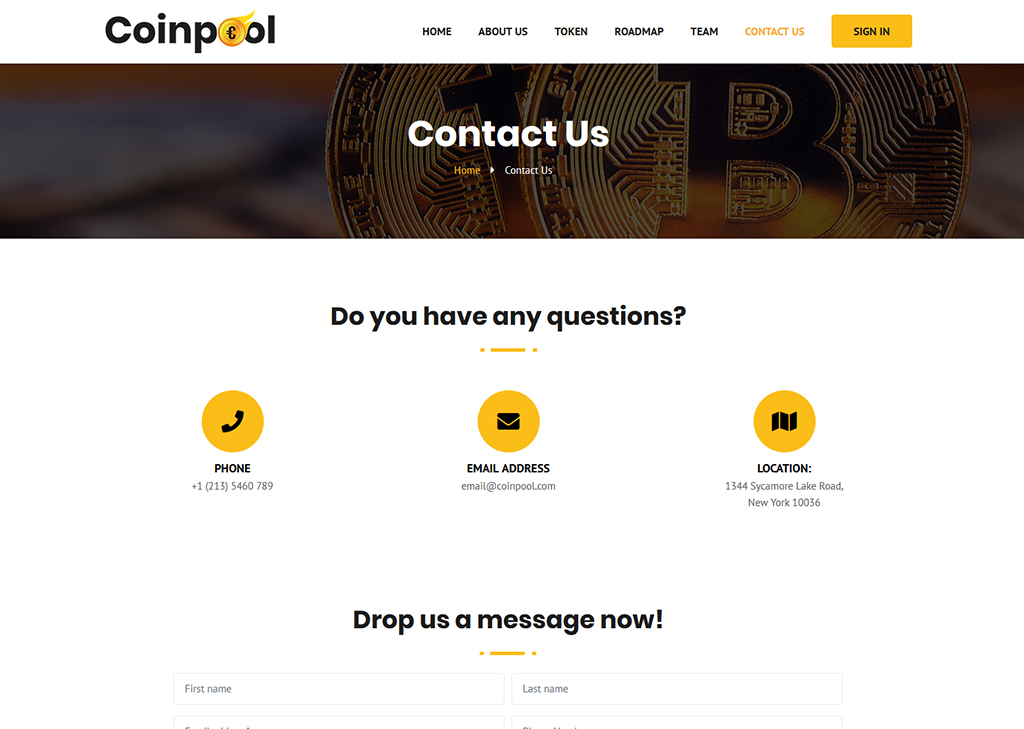 Coinpool
HOME ABOUT US TOKEN ROADMAP TEAM CONTACT US SIGN IN
Contact Us
Home Contact Us
Do you have any questions?
PHONE
+1 (213) 5460 789
EMAIL ADDRESS
email@coinpool.com
LOCATION:
1344 Sycamore Lake Road,
New York 10036
Drop us a message now!
First name
Last name